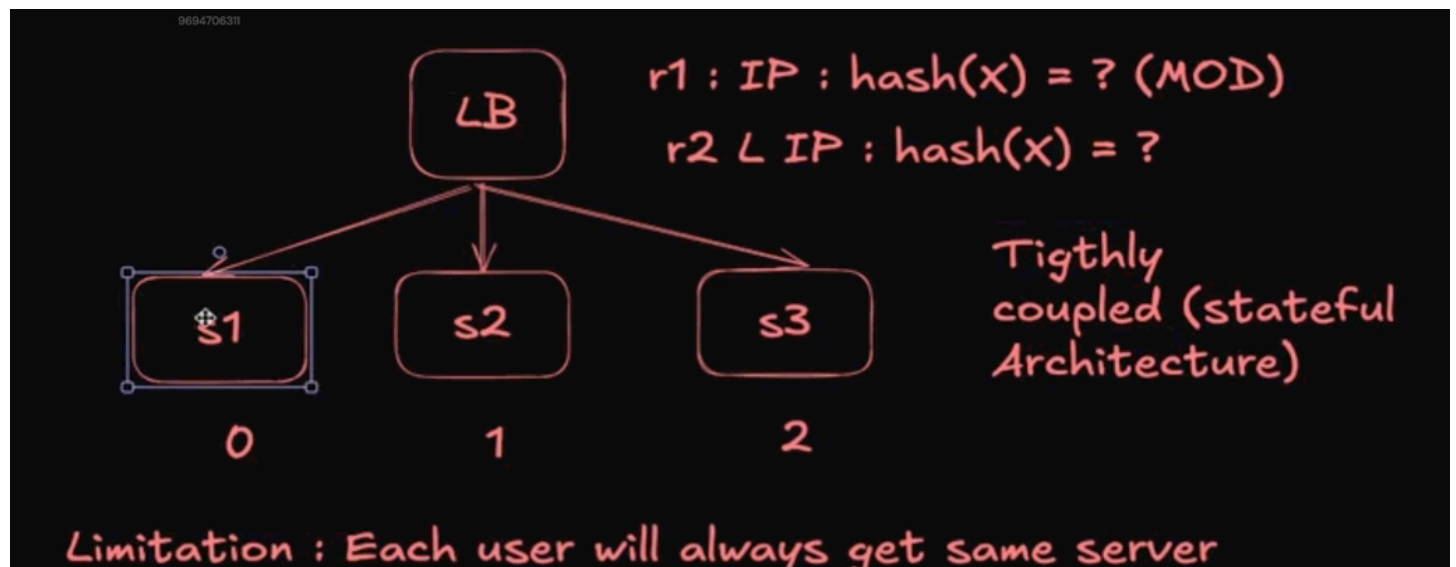 9694706311
LB
r1 : IP : hash(x) = ? (MOD)
r2 L IP : hash(x) = ?
Tigthly
coupled (stateful
Architecture)
s1
s2
s3
0
1
2
Limitation : Each user will always get same server